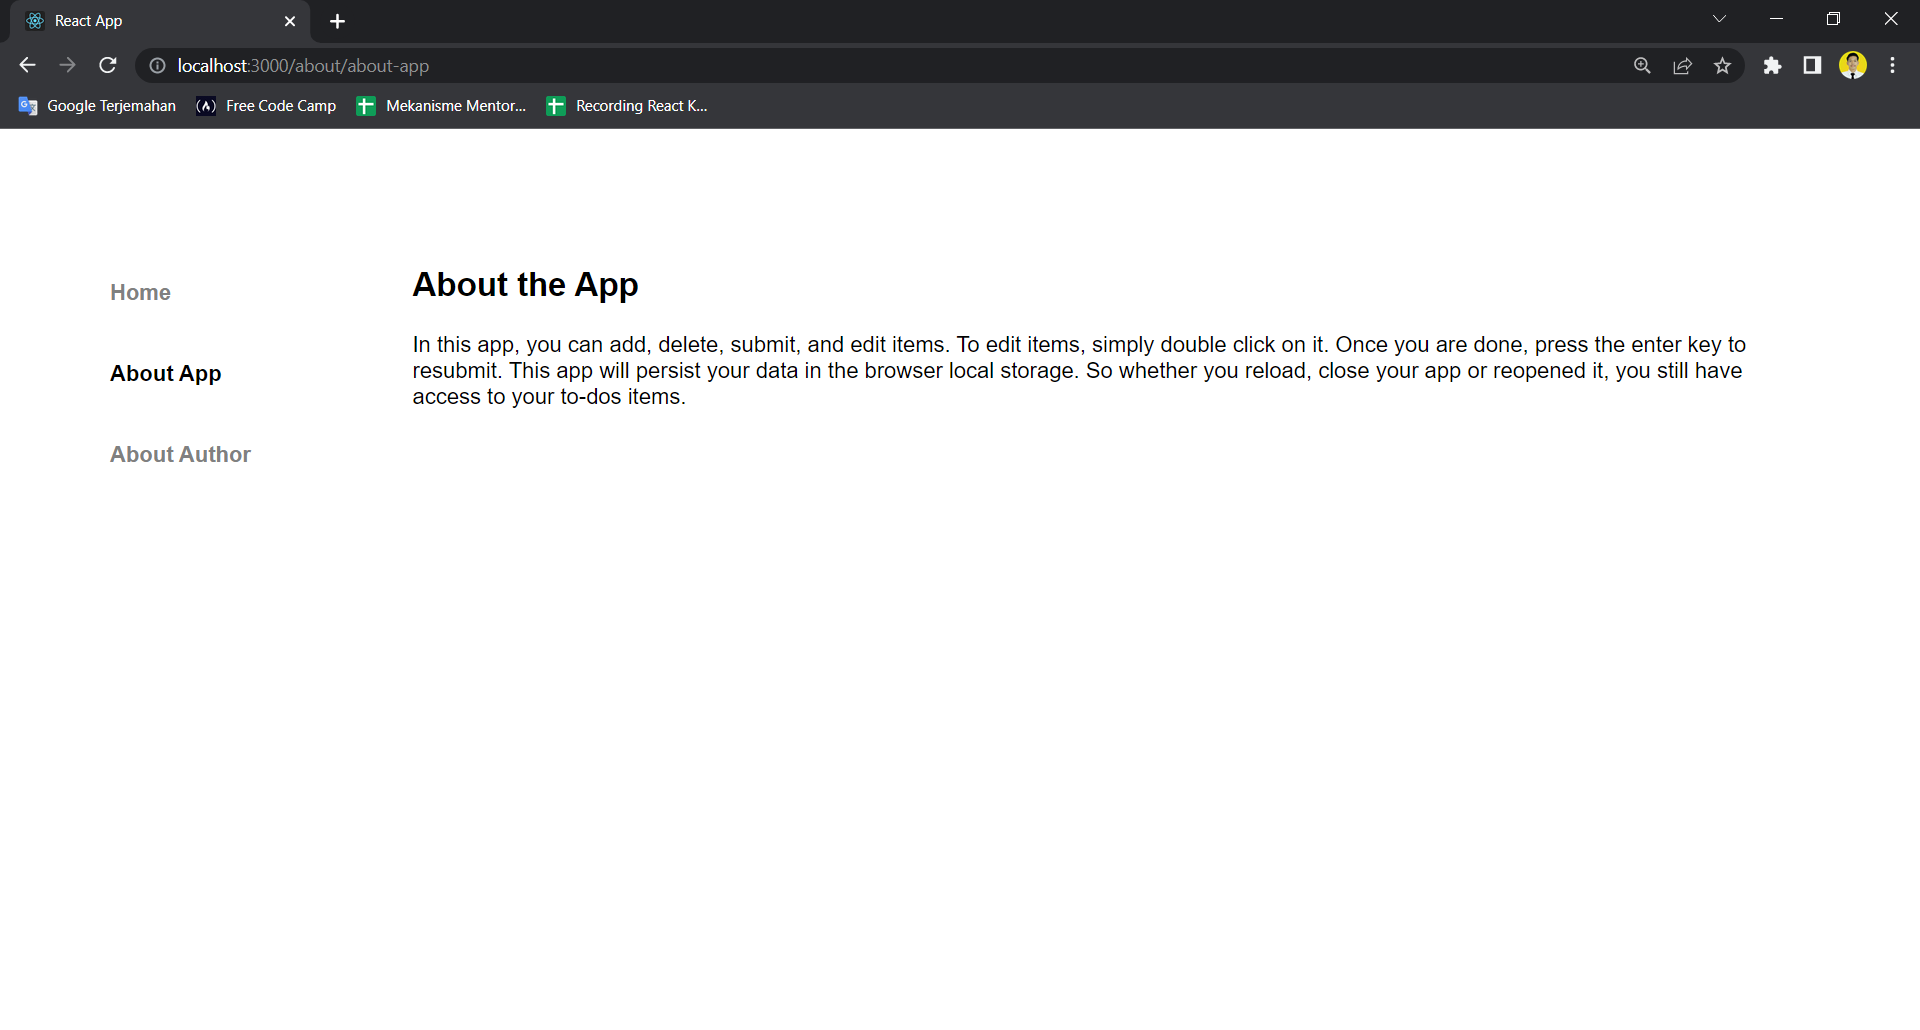 React App
localhost:3000/about/about-app
Google Terjemahan
Free Code Camp
Mekanisme Mentor...
Recording React K...
Home
About App
About Author
About the App
In this app, you can add, delete, submit, and edit items. To edit items, simply double click on it. Once you are done, press the enter key to
resubmit. This app will persist your data in the browser local storage. So whether you reload, close your app or reopened it, you still have
access to your to-dos items.